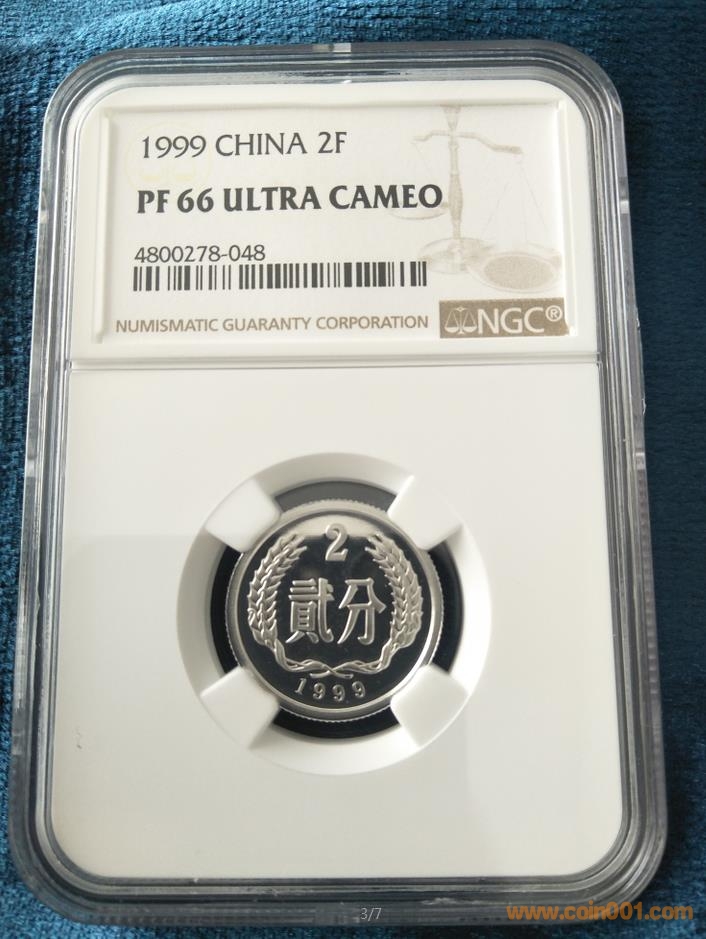 1999 CHINA 2F
PF 66 ULTRA CAMEO
4800278-048
NUMISMATIC GUARANTY CORPORATION
NGC®
2
貳分
1999
3/7
www.coin001.com